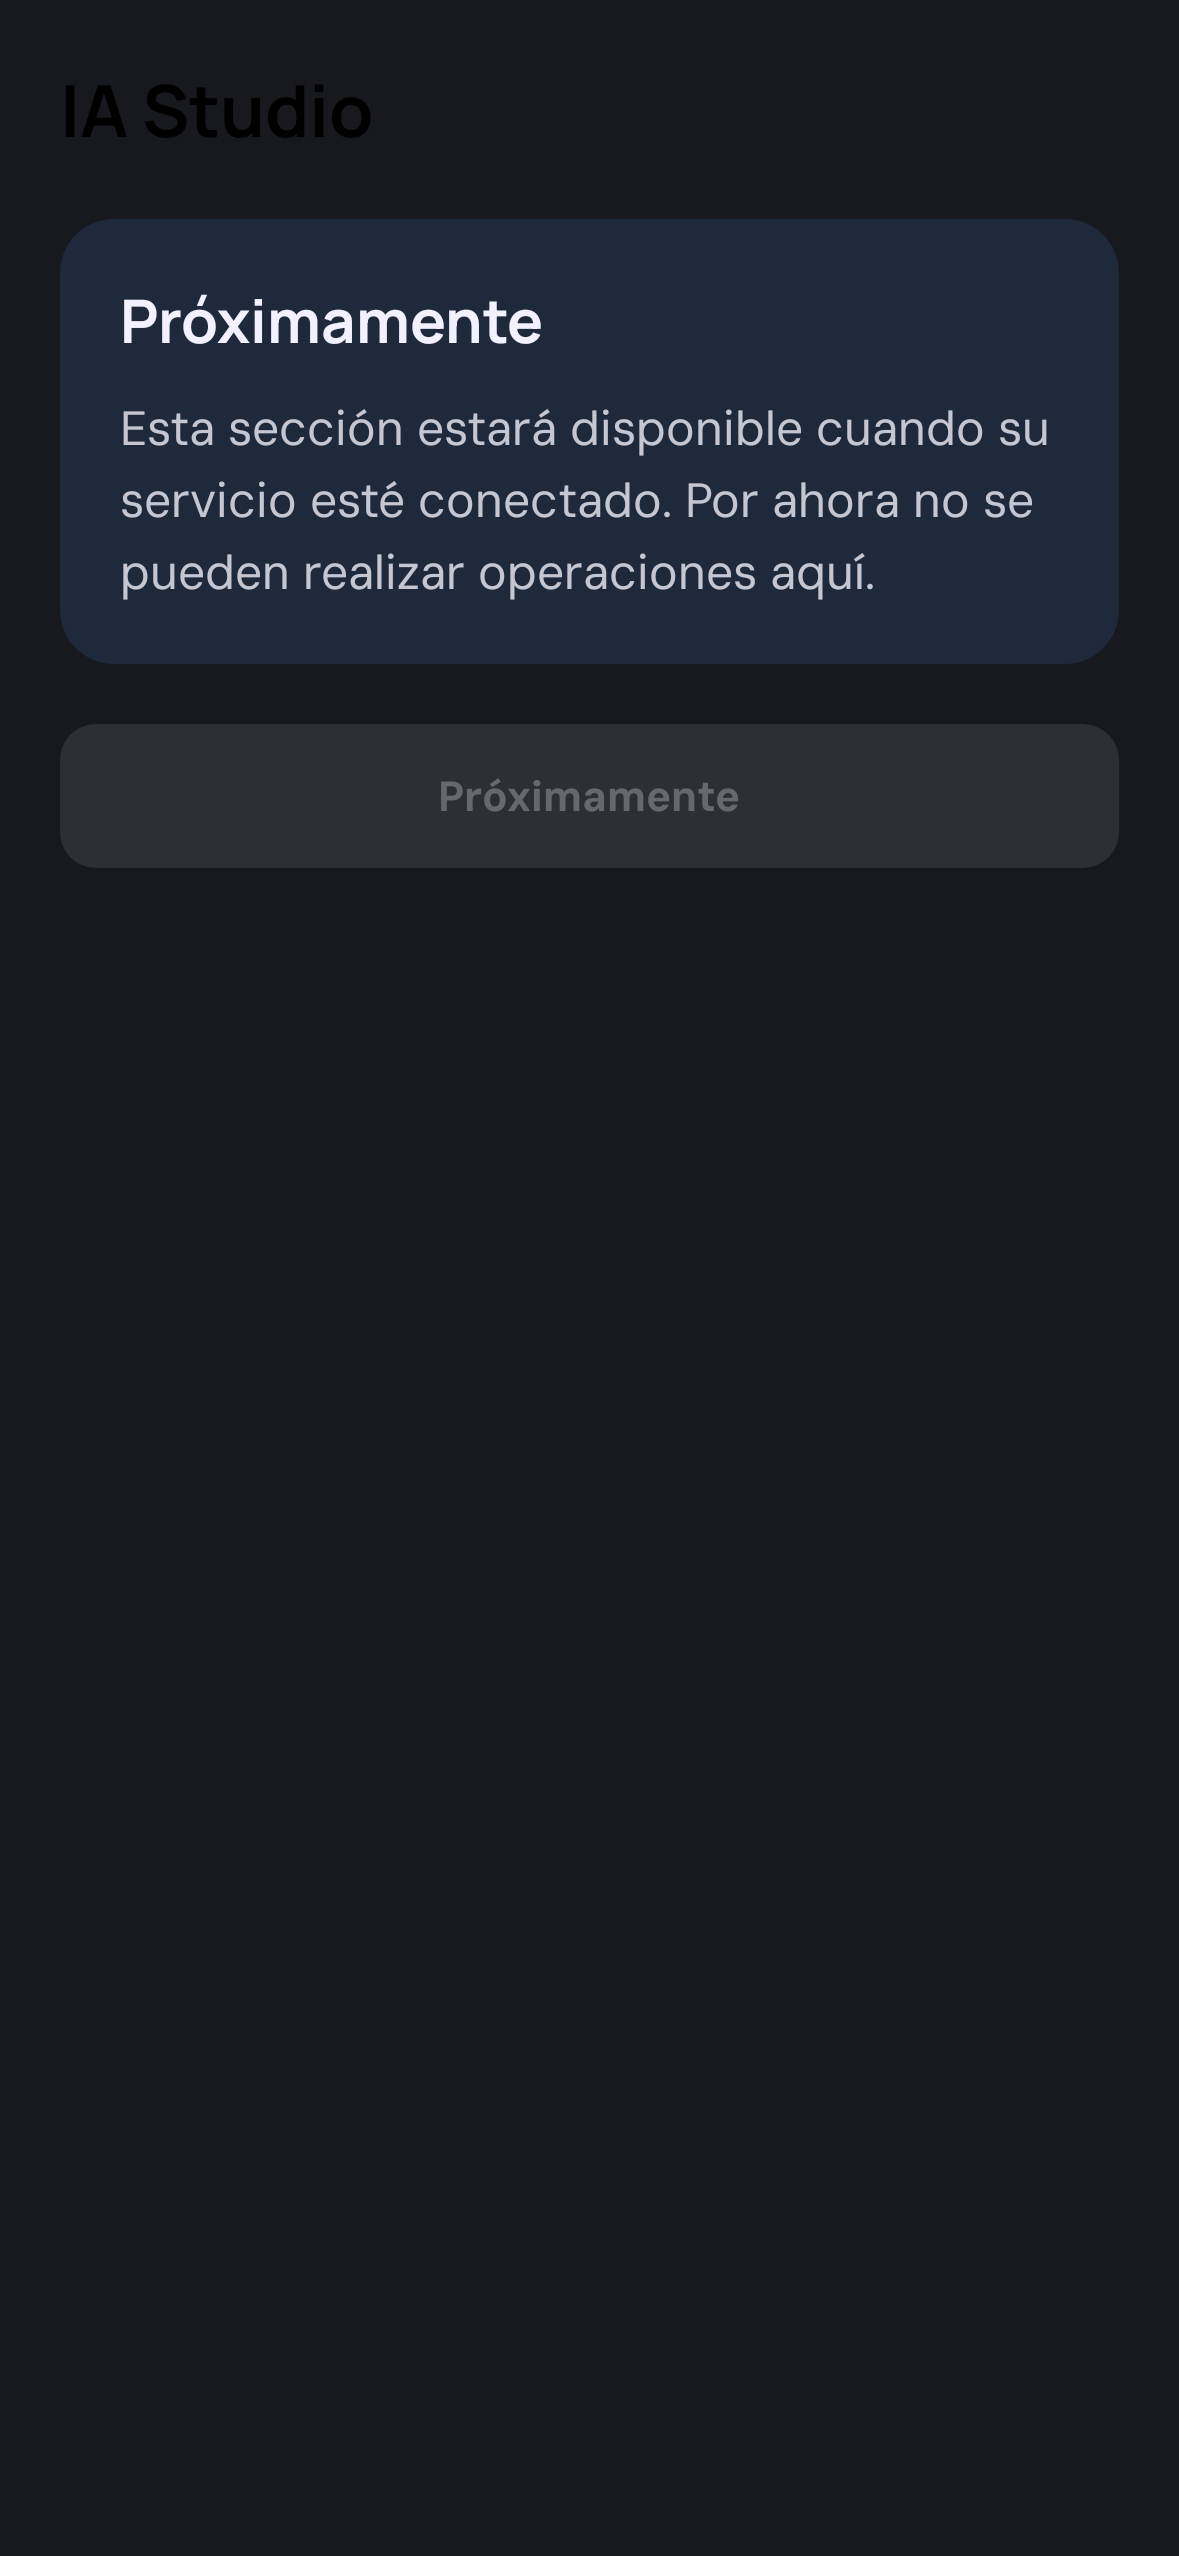 IA Studio
Próximamente
Esta sección estará disponible cuando su
servicio esté conectado. Por ahora no se
pueden realizar operaciones aquí.
Próximamente